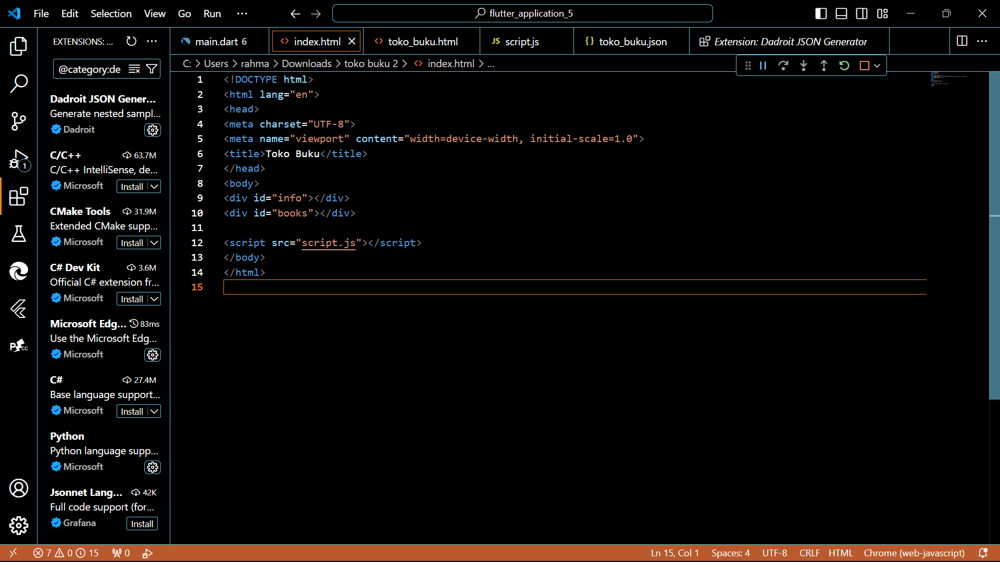 File Edit Selection View Go Run ··· flutter_application_5
EXTENSIONS: ...
@category:de
Dadroit JSON Gener...
Generate nested sampl...
Dadroit
C/C++ 63.7M
C/C++ IntelliSense, de...
Microsoft Install
CMake Tools 31.9M
Extended CMake supp...
Microsoft Install
C# Dev Kit 3.6M
Official C# extension fr...
Microsoft Install
Microsoft Edg... 83ms
Use the Microsoft Edg...
Microsoft
C# 27.4M
Base language support...
Microsoft Install
Python
Python language supp...
Microsoft
Jsonnet Lang... 42K
Full code support (for...
Grafana Install
1
P CC
main.dart 6 index.html toko_buku.html JS script.js {} toko_buku.json Extension: Dadroit JSON Generator
C: > Users > rahma > Downloads > toko buku 2 > <> index.html > ...
1 <!DOCTYPE html>
2 <html lang="en">
3 <head>
4 <meta charset="UTF-8">
5 <meta name="viewport" content="width=device-width, initial-scale=1.0">
6 <title>Toko Buku</title>
7 </head>
8 <body>
9 <div id="info"></div>
10 <div id="books"></div>
11
12 <script src="script.js"></script>
13 </body>
14 </html>
15
7 0 15 0 Ln 15, Col 1 Spaces: 4 UTF-8 CRLF HTML Chrome (web-javascript)